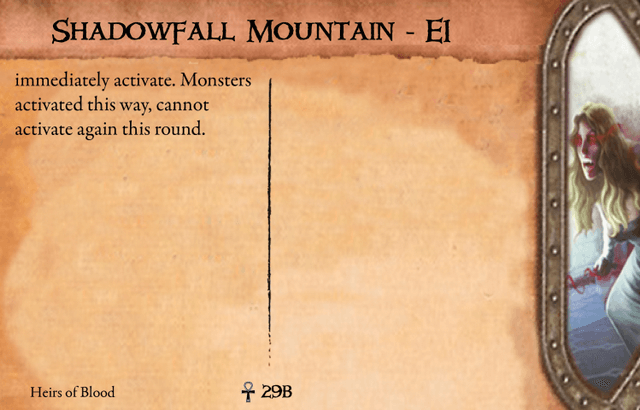 Shadowfall Mountain - E1
immediately activate. Monsters
activated this way, cannot
activate again this round.
Heirs of Blood
29B